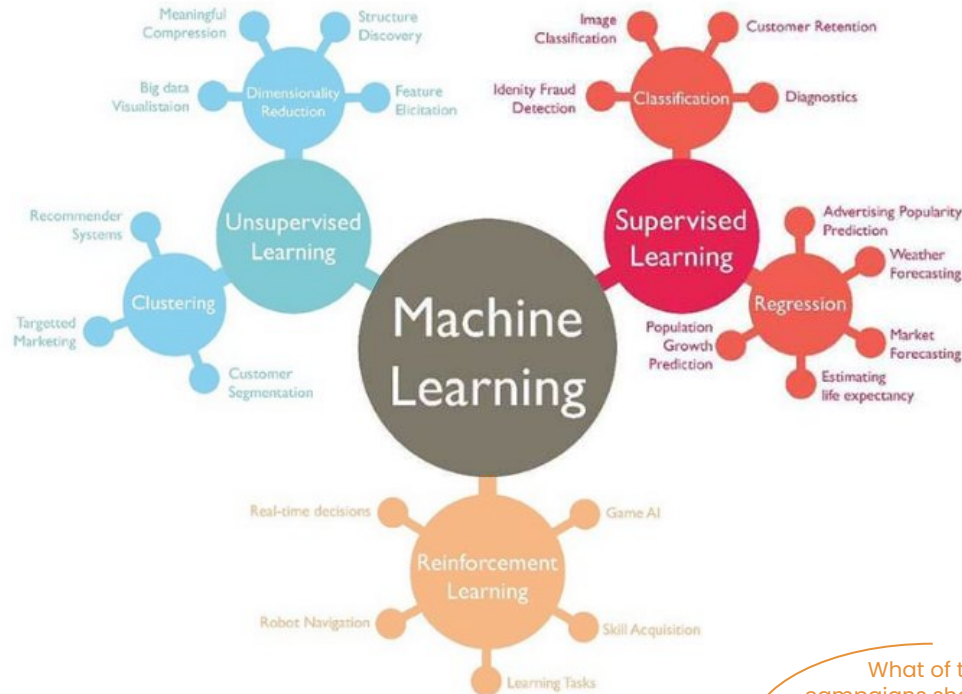 Meaningful
Compression
Structure
Discovery
Big data
Visualistaion
Dimensionality
Reduction
Feature
Elicitation
Unsupervised
Learning
Recommender
Systems
Clustering
Targetted
Marketing
Customer
Segmentation
Machine
Learning
Image
Classification
Customer Retention
Idenity Fraud
Detection
Classification
Diagnostics
Supervised
Learning
Advertising Popularity
Prediction
Weather
Forecasting
Regression
Population
Growth
Prediction
Market
Forecasting
Estimating
life expectancy
Real-time decisions
Game AI
Reinforcement
Learning
Robot Navigation
Skill Acquisition
Learning Tasks
What of